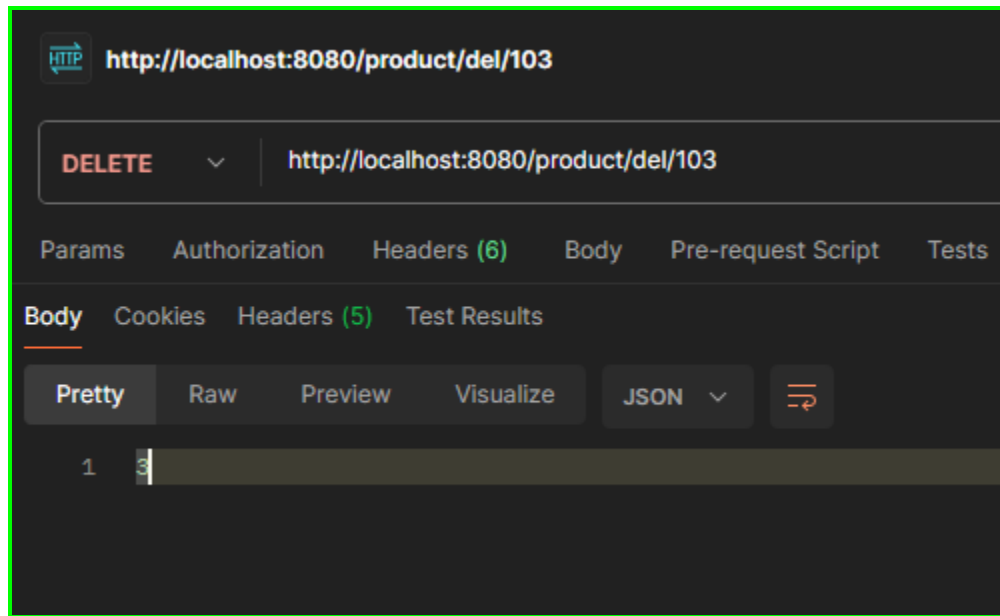 HTTP http://localhost:8080/product/del/103
DELETE http://localhost:8080/product/del/103
Params Authorization Headers (6) Body Pre-request Script Tests
Body Cookies Headers (5) Test Results
Pretty Raw Preview Visualize JSON
1 3